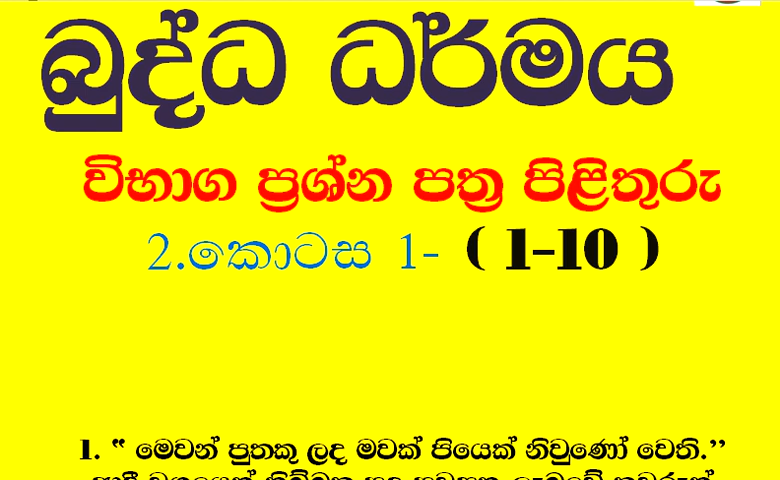 බුද්ධ ධර්මය
විභාග ප්‍රශ්න පත්‍ර පිළිතුරු
2.කොටස 1- ( 1-10 )
1. “ මෙවන් පුතකු ලද මවක් පියෙක් නිවුණෝ වෙති.’’